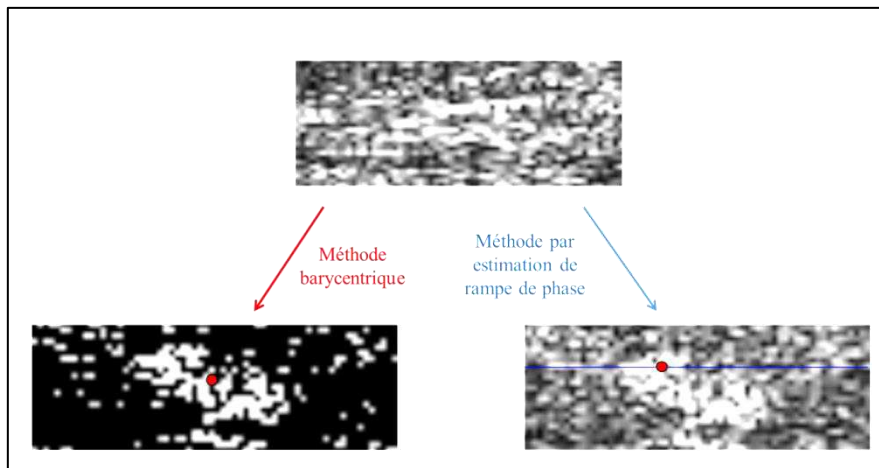 Méthode
barycentrique
Méthode par
estimation de
rampe de phase